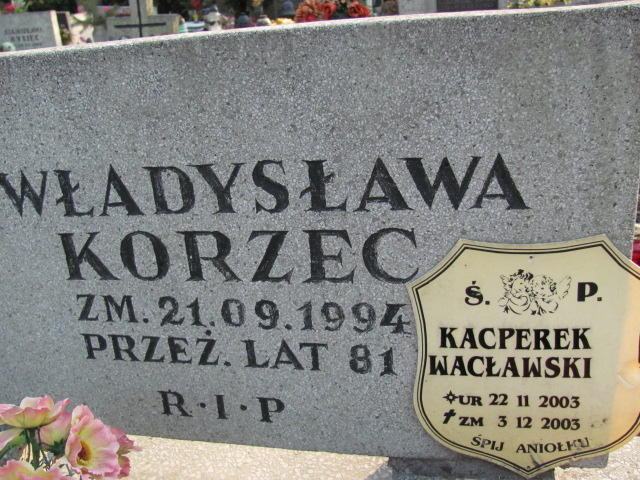 WŁADYSŁAWA
KORZEC
ZM. 21.09.1994
PRZEŻ. LAT 81
R·I·P
Ś. P.
KACPEREK
WACŁAWSKI
UR 22 11 2003
ZM 3 12 2003
ŚPIJ ANIOŁKU